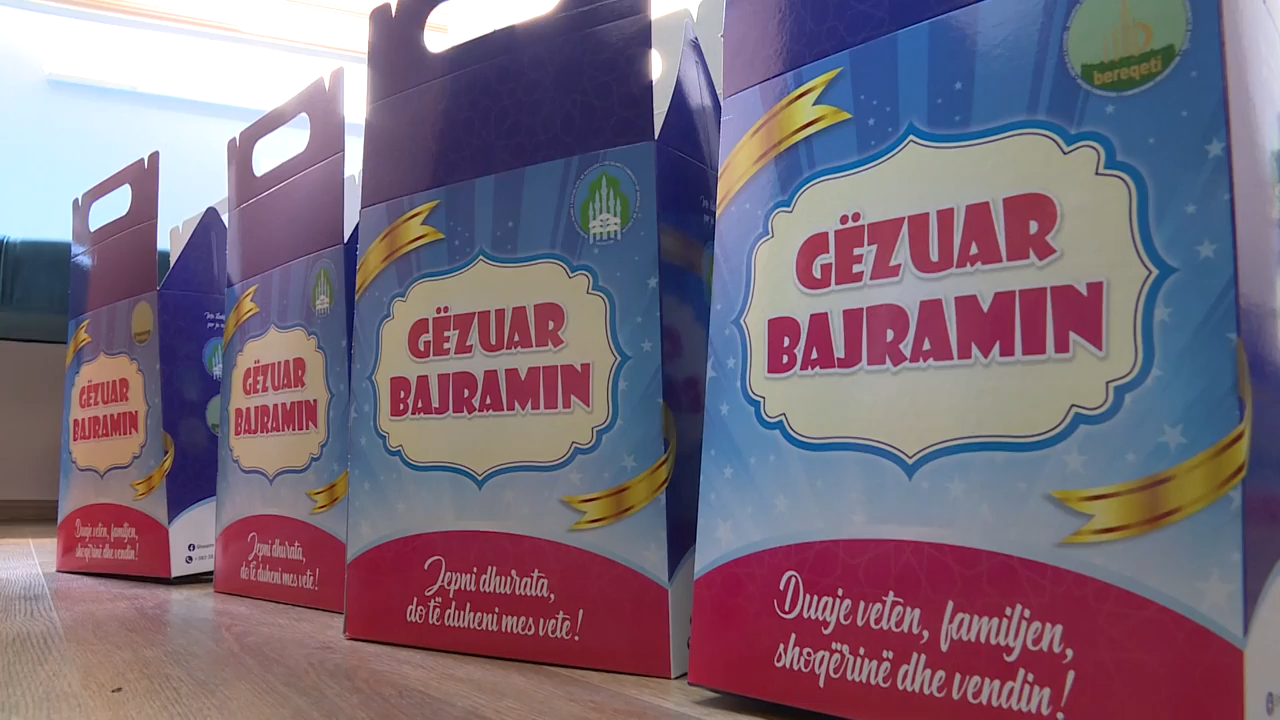 GËZUAR
BAJRAMIN
Duaje veten, familjen,
shoqërinë dhe vendin!
GËZUAR
BAJRAMIN
Jepni dhurata,
do të duheni mes vete!
GËZUAR
BAJRAMIN
Jepni dhurata,
do të duheni mes vete!
bereqeti
GËZUAR
BAJRAMIN
Duaje veten, familjen,
shoqërinë dhe vendin!